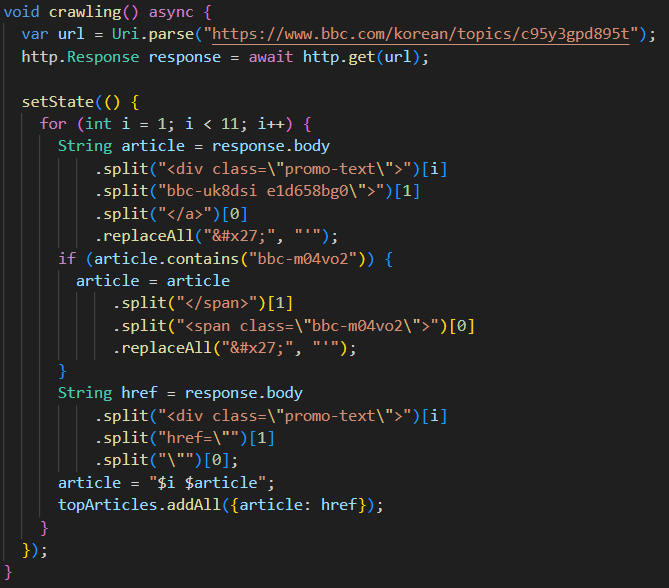 void crawling() async {
  var url = Uri.parse("https://www.bbc.com/korean/topics/c95y3gpd895t");
  http.Response response = await http.get(url);

  setState(() {
    for (int i = 1; i < 11; i++) {
      String article = response.body
          .split("<div class=\"promo-text\">")[i]
          .split("bbc-uk8dsi e1d658bg0\">")[1]
          .split("</a>")[0]
          .replaceAll("&#x27;", "'");
      if (article.contains("bbc-m04vo2")) {
        article = article
            .split("</span>")[1]
            .split("<span class=\"bbc-m04vo2\">")[0]
            .replaceAll("&#x27;", "'");
      }
      String href = response.body
          .split("<div class=\"promo-text\">")[i]
          .split("href=\"")[1]
          .split("\"")[0];
      article = "$i $article";
      topArticles.addAll({article: href});
    }
  });
}